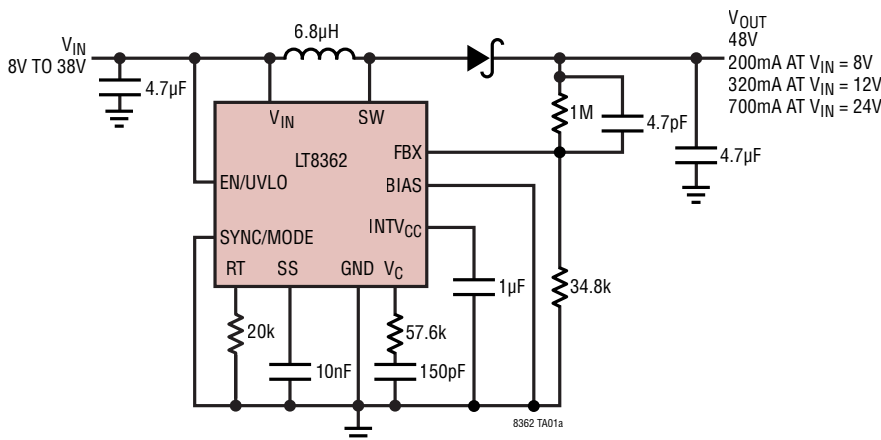 6.8µH
V_IN
8V TO 38V
V_OUT
48V
200mA AT V_IN = 8V
320mA AT V_IN = 12V
700mA AT V_IN = 24V
4.7µF
V_IN
SW
1M
4.7pF
4.7µF
LT8362
FBX
EN/UVLO
BIAS
SYNC/MODE
INTV_CC
RT
SS
GND
V_C
1µF
34.8k
20k
57.6k
10nF
150pF
8362 TA01a